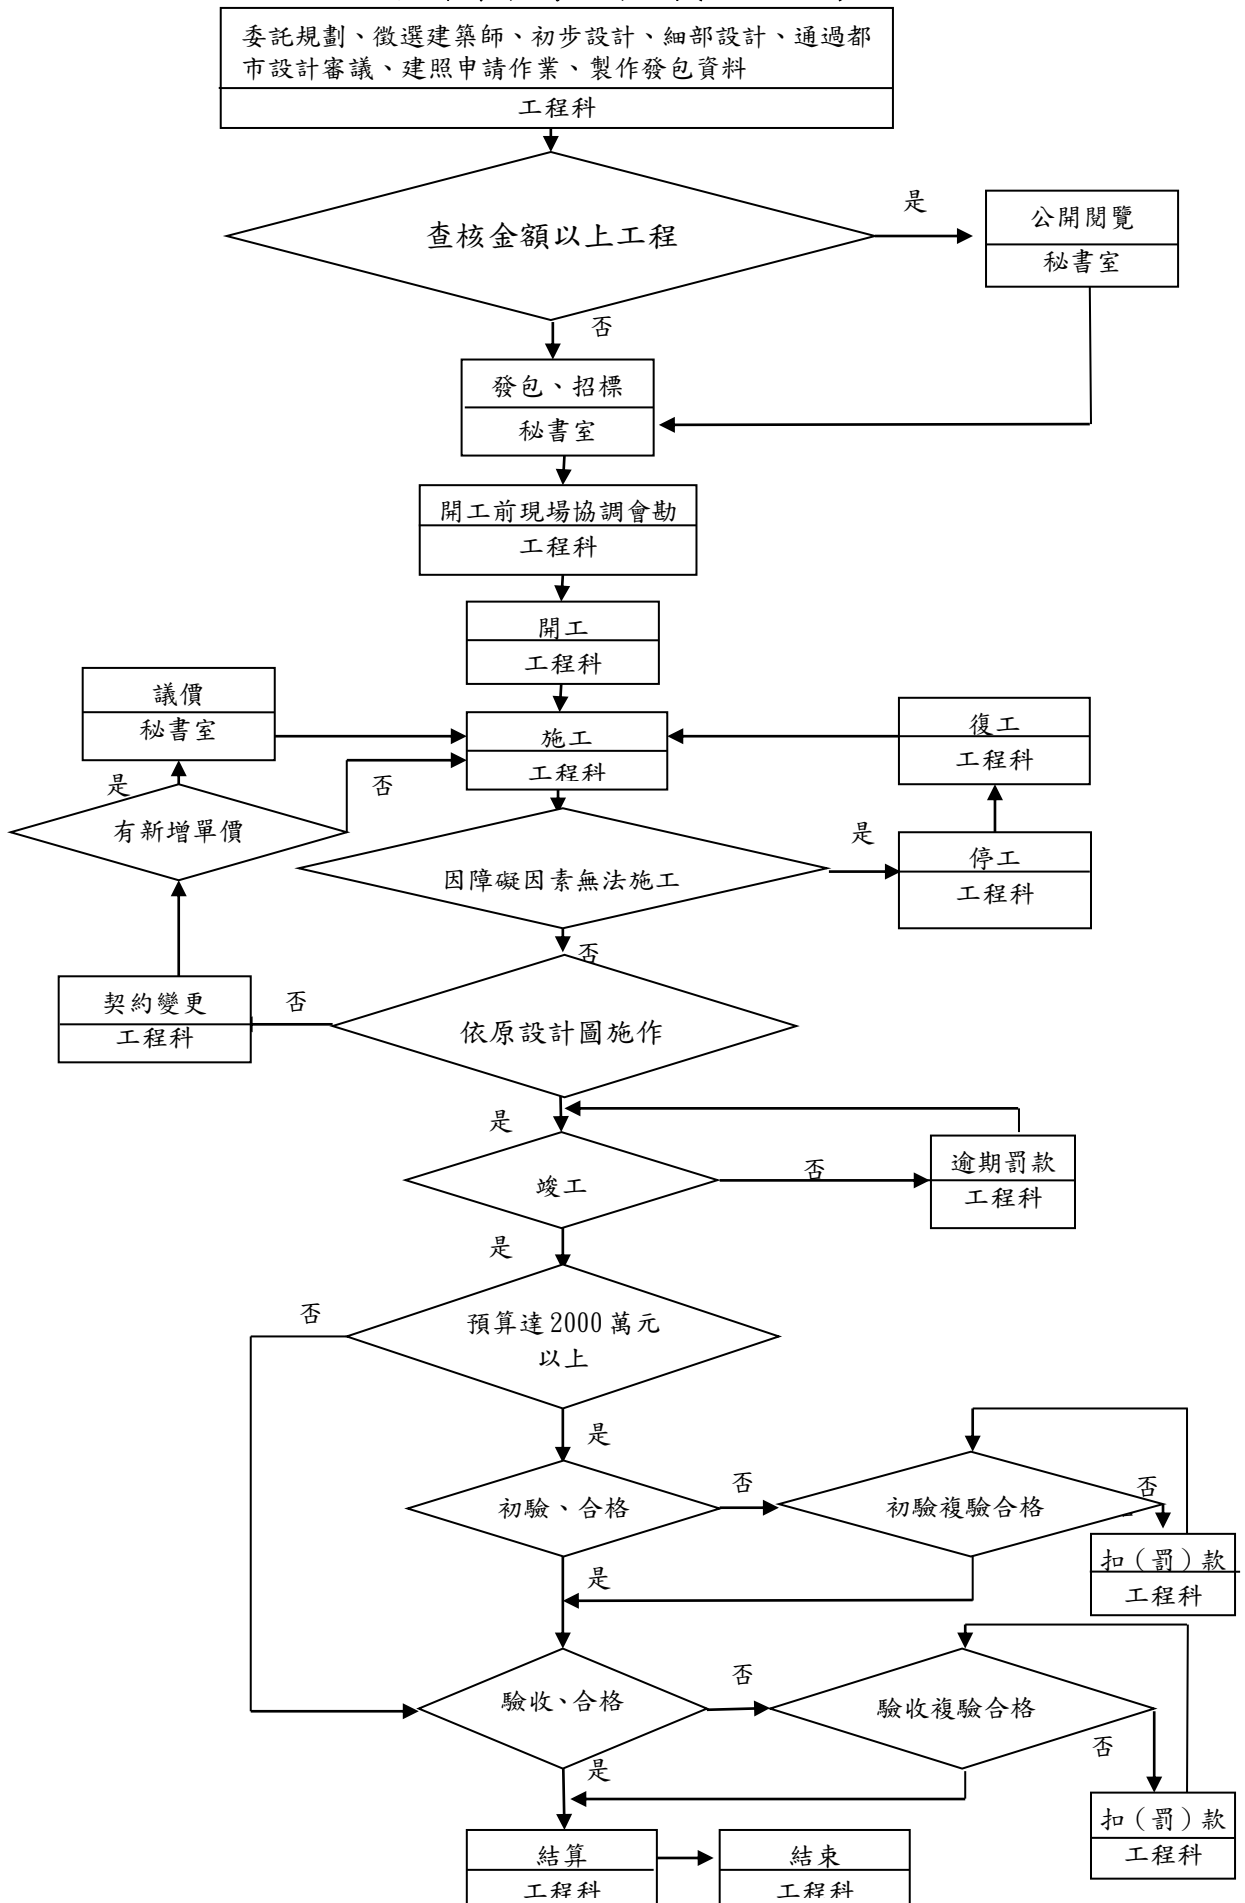 委託規劃、徵選建築師、初步設計、細部設計、通過都
市設計審議、建照申請作業、製作發包資料
工程科
查核金額以上工程
是
公開閱覽
秘書室
否
發包、招標
秘書室
開工前現場協調會勘
工程科
開工
工程科
議價
秘書室
施工
工程科
復工
工程科
是
否
有新增單價
因障礙因素無法施工
是
停工
工程科
否
契約變更
工程科
否
依原設計圖施作
是
竣工
否
逾期罰款
工程科
是
否
預算達2000萬元
以上
是
初驗、合格
否
初驗複驗合格
否
扣（罰）款
工程科
是
驗收、合格
否
驗收複驗合格
否
扣（罰）款
工程科
是
結算
工程科
結束
工程科